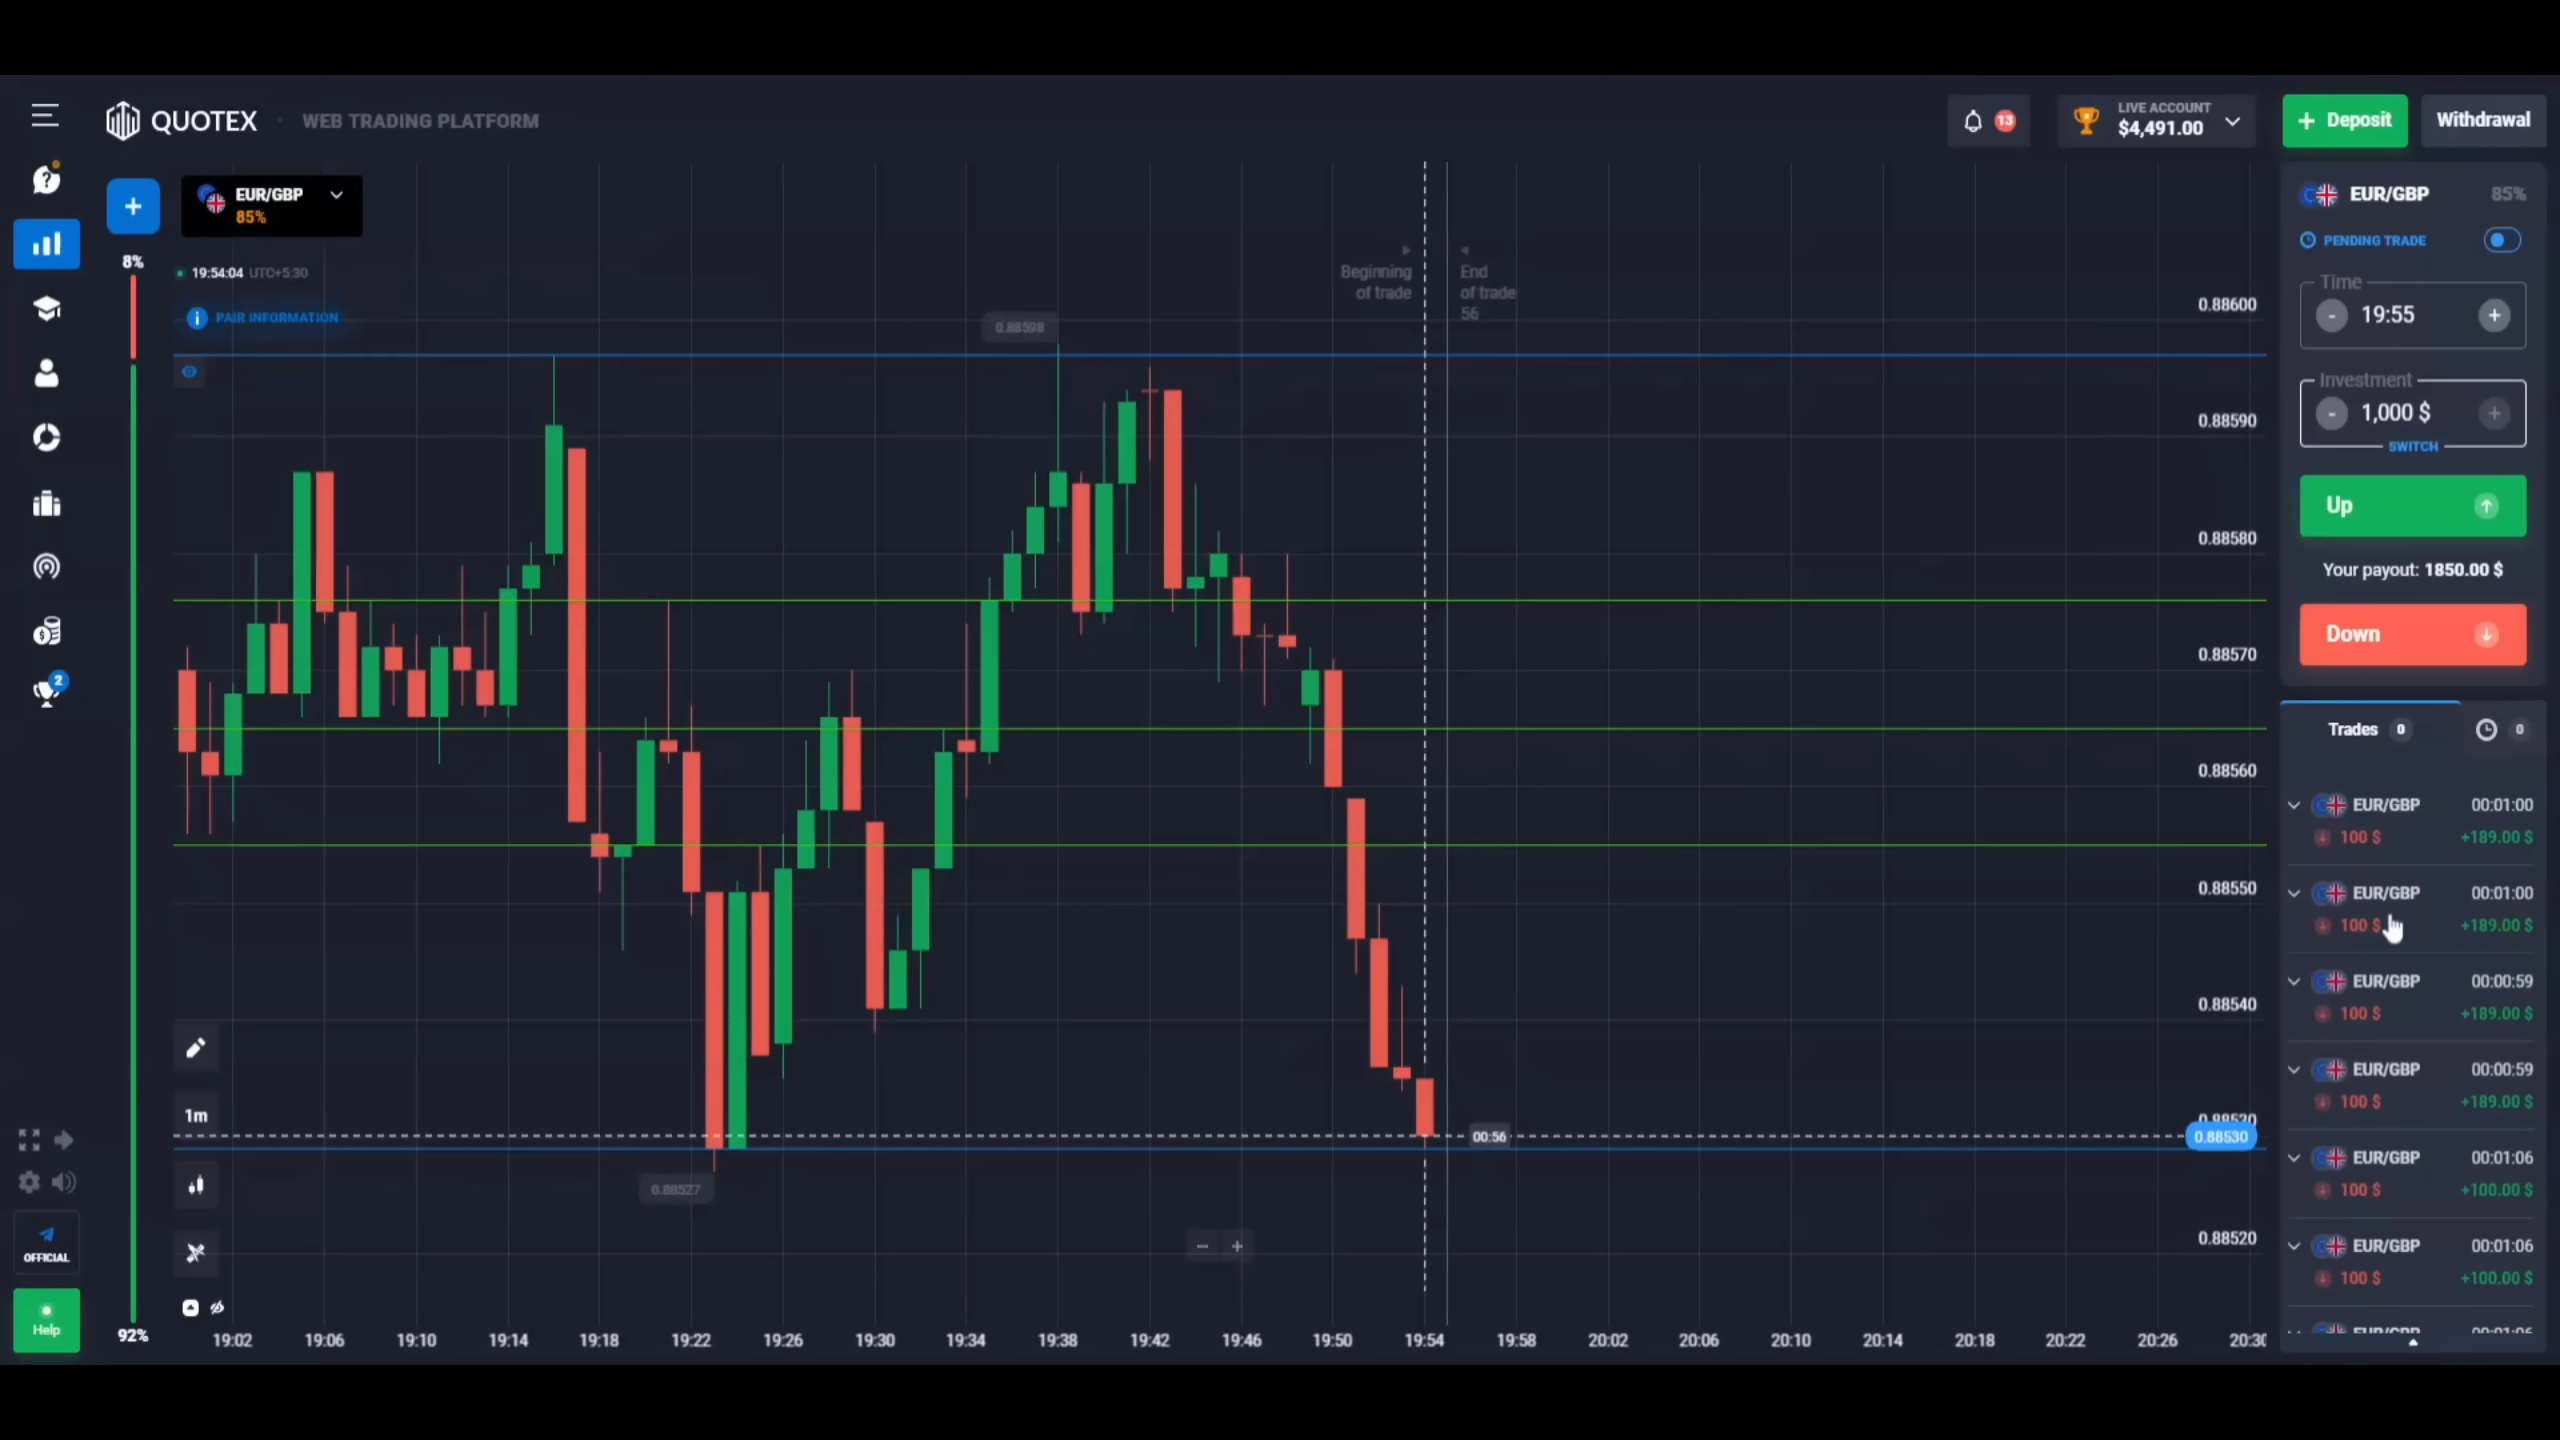 QUOTEX
WEB TRADING PLATFORM
13
LIVE ACCOUNT
$4,491.00
+ Deposit
Withdrawal
EUR/GBP
85%
8%
19:54:04 UTC+5:30
PAIR INFORMATION
Beginning
of trade
End
of trade
56
0.88598
0.88600
0.88590
0.88580
0.88570
0.88560
0.88550
0.88540
0.88530
0.88520
00:56
0.88527
1m
2
OFFICIAL
Help
92%
19:02 19:06 19:10 19:14 19:18 19:22 19:26 19:30 19:34 19:38 19:42 19:46 19:50 19:54 19:58 20:02 20:06 20:10 20:14 20:18 20:22 20:26 20:30
EUR/GBP 85%
PENDING TRADE
Time
- 19:55 +
Investment
- 1,000 $ +
SWITCH
Up
Your payout: 1850.00 $
Down
Trades 0 0
EUR/GBP 00:01:00
100 $ +189.00 $
EUR/GBP 00:01:00
100 $ +189.00 $
EUR/GBP 00:00:59
100 $ +189.00 $
EUR/GBP 00:00:59
100 $ +189.00 $
EUR/GBP 00:01:06
100 $ +100.00 $
EUR/GBP 00:01:06
100 $ +100.00 $